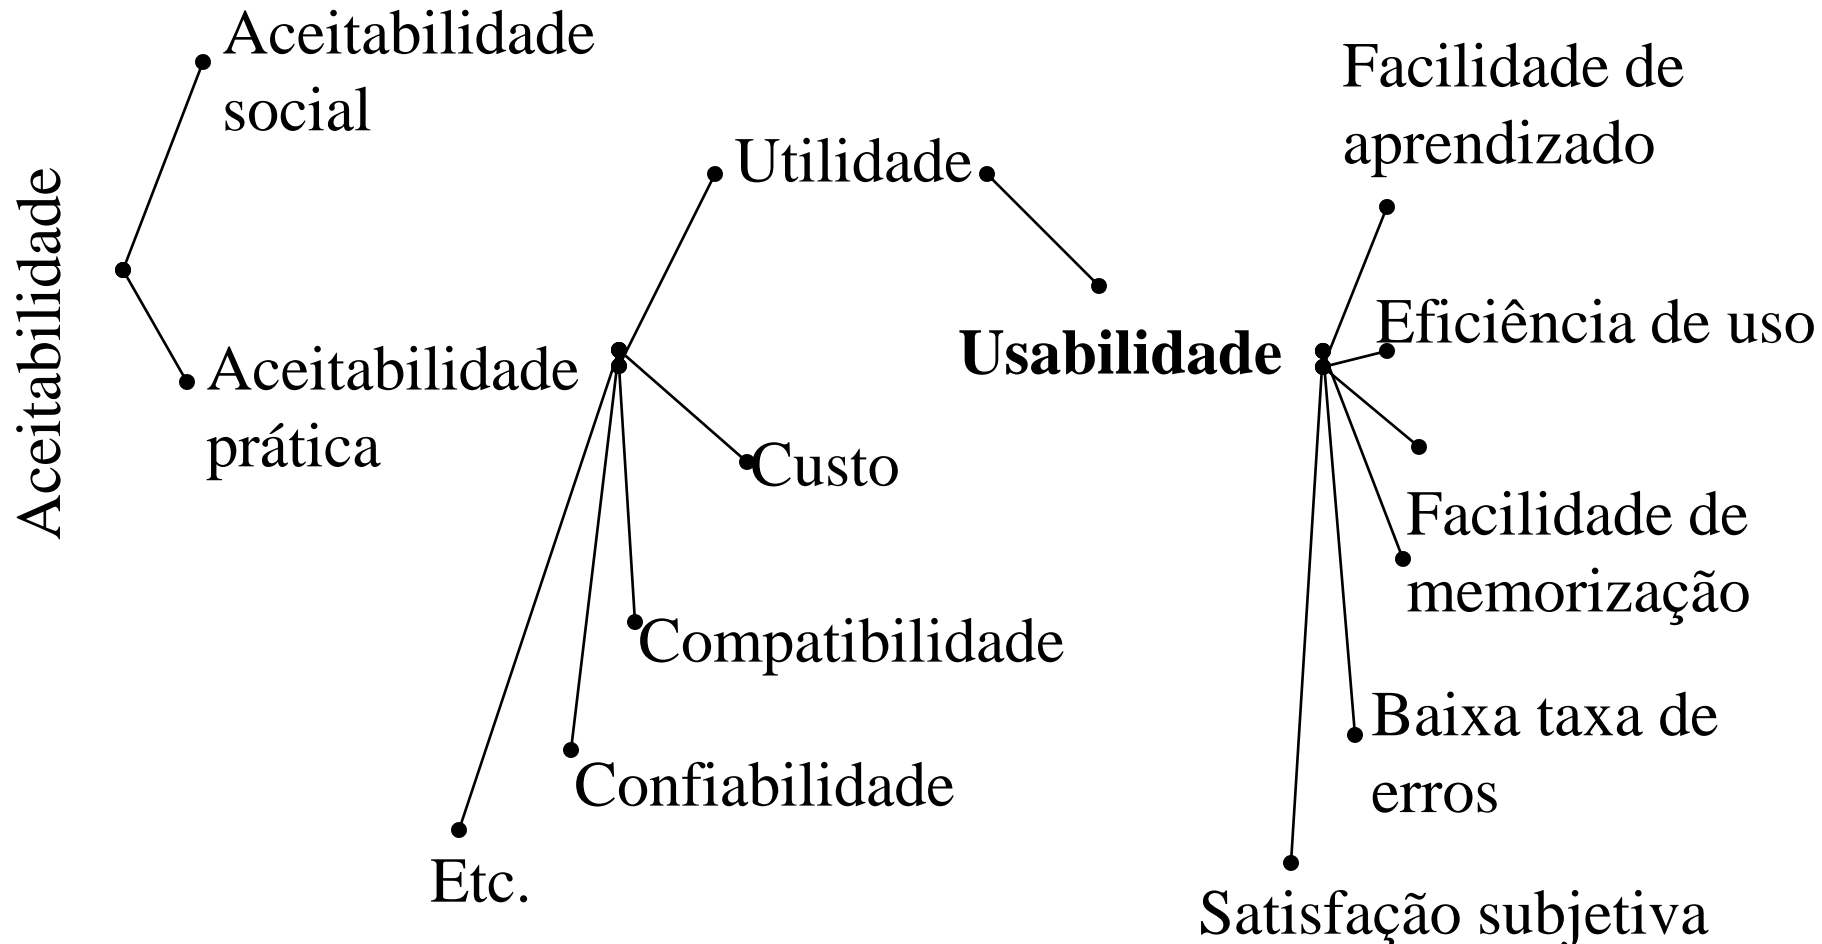 Aceitabilidade
Aceitabilidade
social
Aceitabilidade
prática
Utilidade
Custo
Compatibilidade
Confiabilidade
Etc.
Usabilidade
Facilidade de
aprendizado
Eficiência de uso
Facilidade de
memorização
Baixa taxa de
erros
Satisfação subjetiva